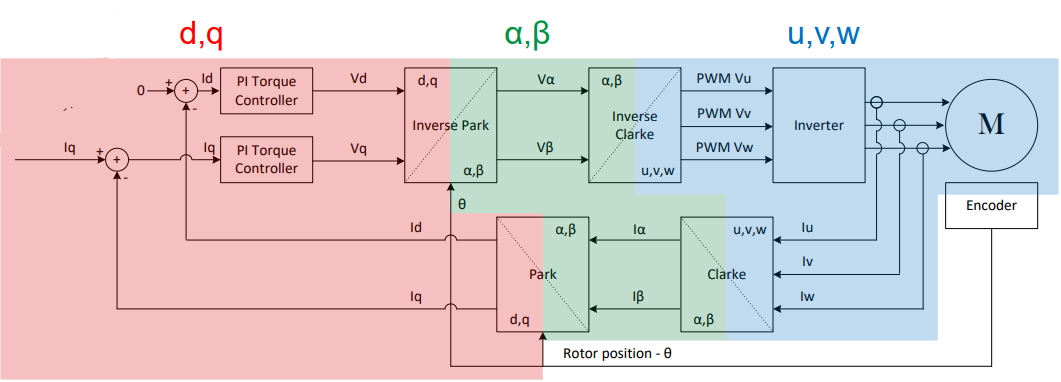 d,q
α,β
u,v,w
0
+
+
-
Id
PI Torque
Controller
Vd
d,q
Inverse Park
α,β
Vα
α,β
Inverse
Clarke
u,v,w
PWM Vu
PWM Vv
PWM Vw
Inverter
M
Iq
+
+
-
Iq
PI Torque
Controller
Vq
Vβ
θ
Encoder
Id
α,β
Park
d,q
Iα
u,v,w
Clarke
α,β
Iu
Iv
Iw
Iq
Iβ
Rotor position - θ